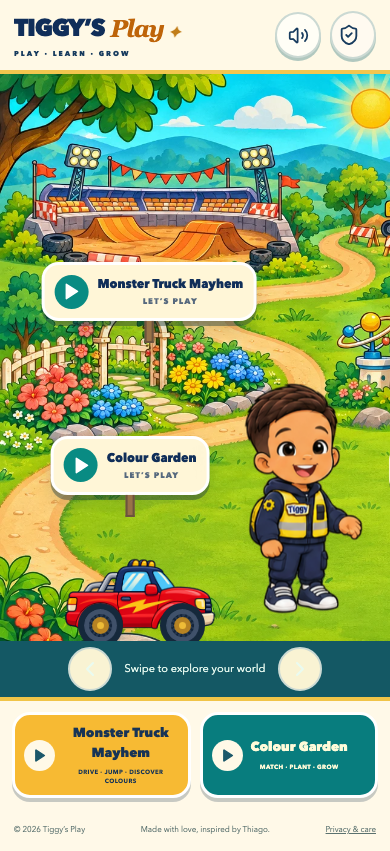 TIGGY'S Play
PLAY · LEARN · GROW
Monster Truck Mayhem
LET'S PLAY
Colour Garden
LET'S PLAY
TIGGY
Swipe to explore your world
Monster Truck
Mayhem
DRIVE · JUMP · DISCOVER
COLOURS
Colour Garden
MATCH · PLANT · GROW
© 2026 Tiggy's Play
Made with love, inspired by Thiago.
Privacy & care